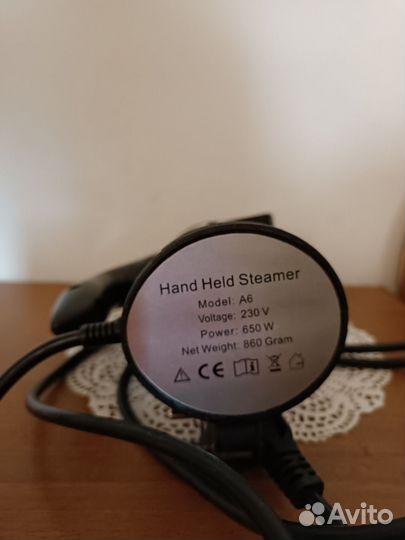 Hand Held Steamer
Model: A6
Voltage: 230 V
Power: 650 W
Net Weight: 860 Gram
CE
Avito